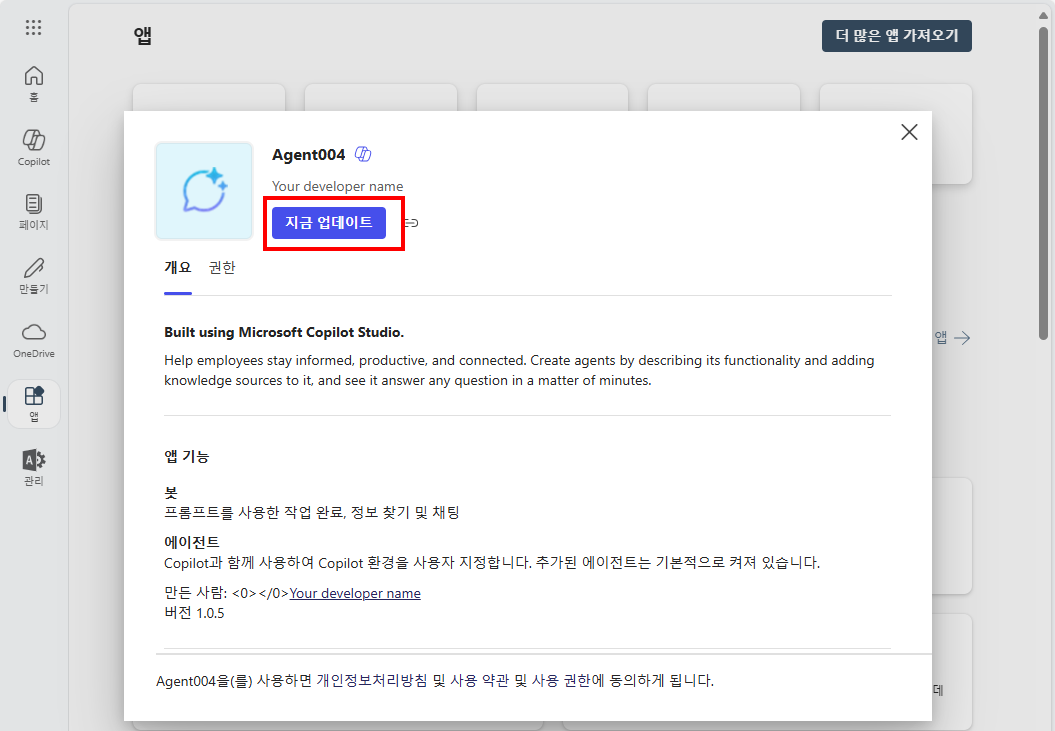 앱
더 많은 앱 가져오기
홈
Copilot
페이지
만들기
OneDrive
앱
관리
Agent004
Your developer name
지금 업데이트
개요 권한
Built using Microsoft Copilot Studio.
Help employees stay informed, productive, and connected. Create agents by describing its functionality and adding
knowledge sources to it, and see it answer any question in a matter of minutes.
앱
앱 기능
봇
프롬프트를 사용한 작업 완료, 정보 찾기 및 채팅
에이전트
Copilot과 함께 사용하여 Copilot 환경을 사용자 지정합니다. 추가된 에이전트는 기본적으로 켜져 있습니다.
만든 사람: <0></0>Your developer name
버전 1.0.5
Agent004을(를) 사용하면 개인정보처리방침 및 사용 약관 및 사용 권한에 동의하게 됩니다.
데